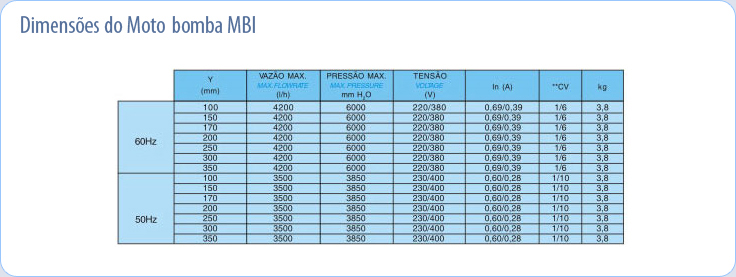 Dimensões do Moto bomba MBI
Y (mm) VAZÃO MAX. MAX.FLOWRATE (l/h) PRESSÃO MAX. MAX.PRESSURE mm H2O TENSÃO VOLTAGE (V) In (A) **CV kg
60Hz
100 4200 6000 220/380 0,69/0,39 1/6 3,8
150 4200 6000 220/380 0,69/0,39 1/6 3,8
170 4200 6000 220/380 0,69/0,39 1/6 3,8
200 4200 6000 220/380 0,69/0,39 1/6 3,8
250 4200 6000 220/380 0,69/0,39 1/6 3,8
300 4200 6000 220/380 0,69/0,39 1/6 3,8
350 4200 6000 220/380 0,69/0,39 1/6 3,8
50Hz
100 3500 3850 230/400 0,60/0,28 1/10 3,8
150 3500 3850 230/400 0,60/0,28 1/10 3,8
170 3500 3850 230/400 0,60/0,28 1/10 3,8
200 3500 3850 230/400 0,60/0,28 1/10 3,8
250 3500 3850 230/400 0,60/0,28 1/10 3,8
300 3500 3850 230/400 0,60/0,28 1/10 3,8
350 3500 3850 230/400 0,60/0,28 1/10 3,8